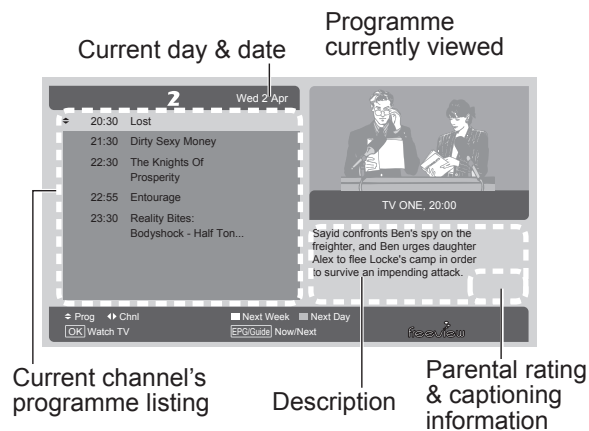 Current day & date
Programme
currently viewed
2
Wed 2 Apr
20:30 Lost
21:30 Dirty Sexy Money
22:30 The Knights Of
Prosperity
22:55 Entourage
23:30 Reality Bites:
Bodyshock - Half Ton...
TV ONE, 20:00
Sayid confronts Ben's spy on the
freighter, and Ben urges daughter
Alex to flee Locke's camp in order
to survive an impending attack.
Prog Chnl
Next Week Next Day
OK Watch TV
EPG/Guide Now/Next
freeview
Current channel's
programme listing
Description
Parental rating
& captioning
information